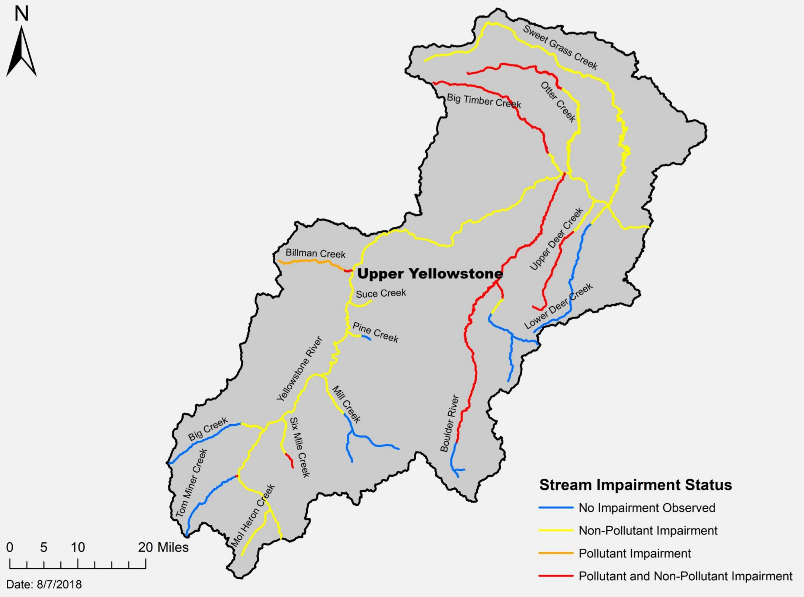 N
Sweet Grass Creek
Otter Creek
Big Timber Creek
Upper Deer Creek
Billman Creek
Upper Yellowstone
Suce Creek
Lower Deer Creek
Pine Creek
Yellowstone River
Mill Creek
Boulder River
Big Creek
Six Mile Creek
Tom Miner Creek
Mol Heron Creek
Stream Impairment Status
No Impairment Observed
Non-Pollutant Impairment
Pollutant Impairment
Pollutant and Non-Pollutant Impairment
0 5 10 20 Miles
Date: 8/7/2018